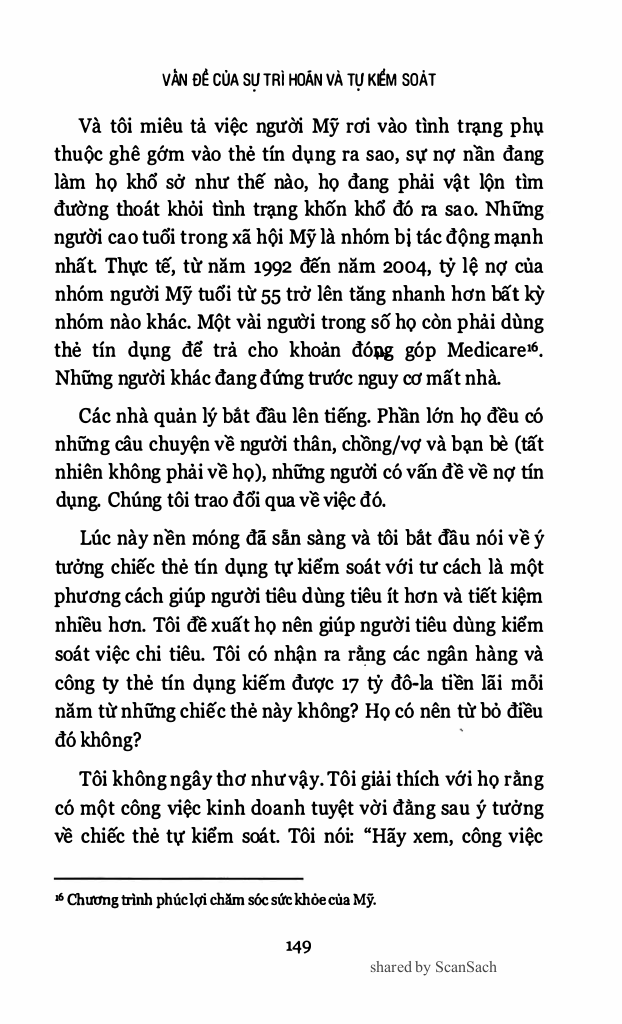 VẤN ĐỀ CỦA SỰ TRÌ HOÃN VÀ TỰ KIỂM SOÁT
Và tôi miêu tả việc người Mỹ rơi vào tình trạng phụ
thuộc ghê gớm vào thẻ tín dụng ra sao, sự nợ nần đang
làm họ khổ sở như thế nào, họ đang phải vật lộn tìm
đường thoát khỏi tình trạng khốn khổ đó ra sao. Những
người cao tuổi trong xã hội Mỹ là nhóm bị tác động mạnh
nhất. Thực tế, từ năm 1992 đến năm 2004, tỷ lệ nợ của
nhóm người Mỹ tuổi từ 55 trở lên tăng nhanh hơn bất kỳ
nhóm nào khác. Một vài người trong số họ còn phải dùng
thẻ tín dụng để trả cho khoản đóng góp Medicare¹⁶.
Những người khác đang đứng trước nguy cơ mất nhà.
Các nhà quản lý bắt đầu lên tiếng. Phần lớn họ đều có
những câu chuyện về người thân, chồng/vợ và bạn bè (tất
nhiên không phải về họ), những người có vấn đề về nợ tín
dụng. Chúng tôi trao đổi qua về việc đó.
Lúc này nền móng đã sẵn sàng và tôi bắt đầu nói về ý
tưởng chiếc thẻ tín dụng tự kiểm soát với tư cách là một
phương cách giúp người tiêu dùng tiêu ít hơn và tiết kiệm
nhiều hơn. Tôi đề xuất họ nên giúp người tiêu dùng kiểm
soát việc chi tiêu. Tôi có nhận ra rằng các ngân hàng và
công ty thẻ tín dụng kiếm được 17 tỷ đô-la tiền lãi mỗi
năm từ những chiếc thẻ này không? Họ có nên từ bỏ điều
đó không?
Tôi không ngây thơ như vậy. Tôi giải thích với họ rằng
có một công việc kinh doanh tuyệt vời đằng sau ý tưởng
về chiếc thẻ tự kiểm soát. Tôi nói: “Hãy xem, công việc
¹⁶ Chương trình phúc lợi chăm sóc sức khỏe của Mỹ.
149
shared by ScanSach